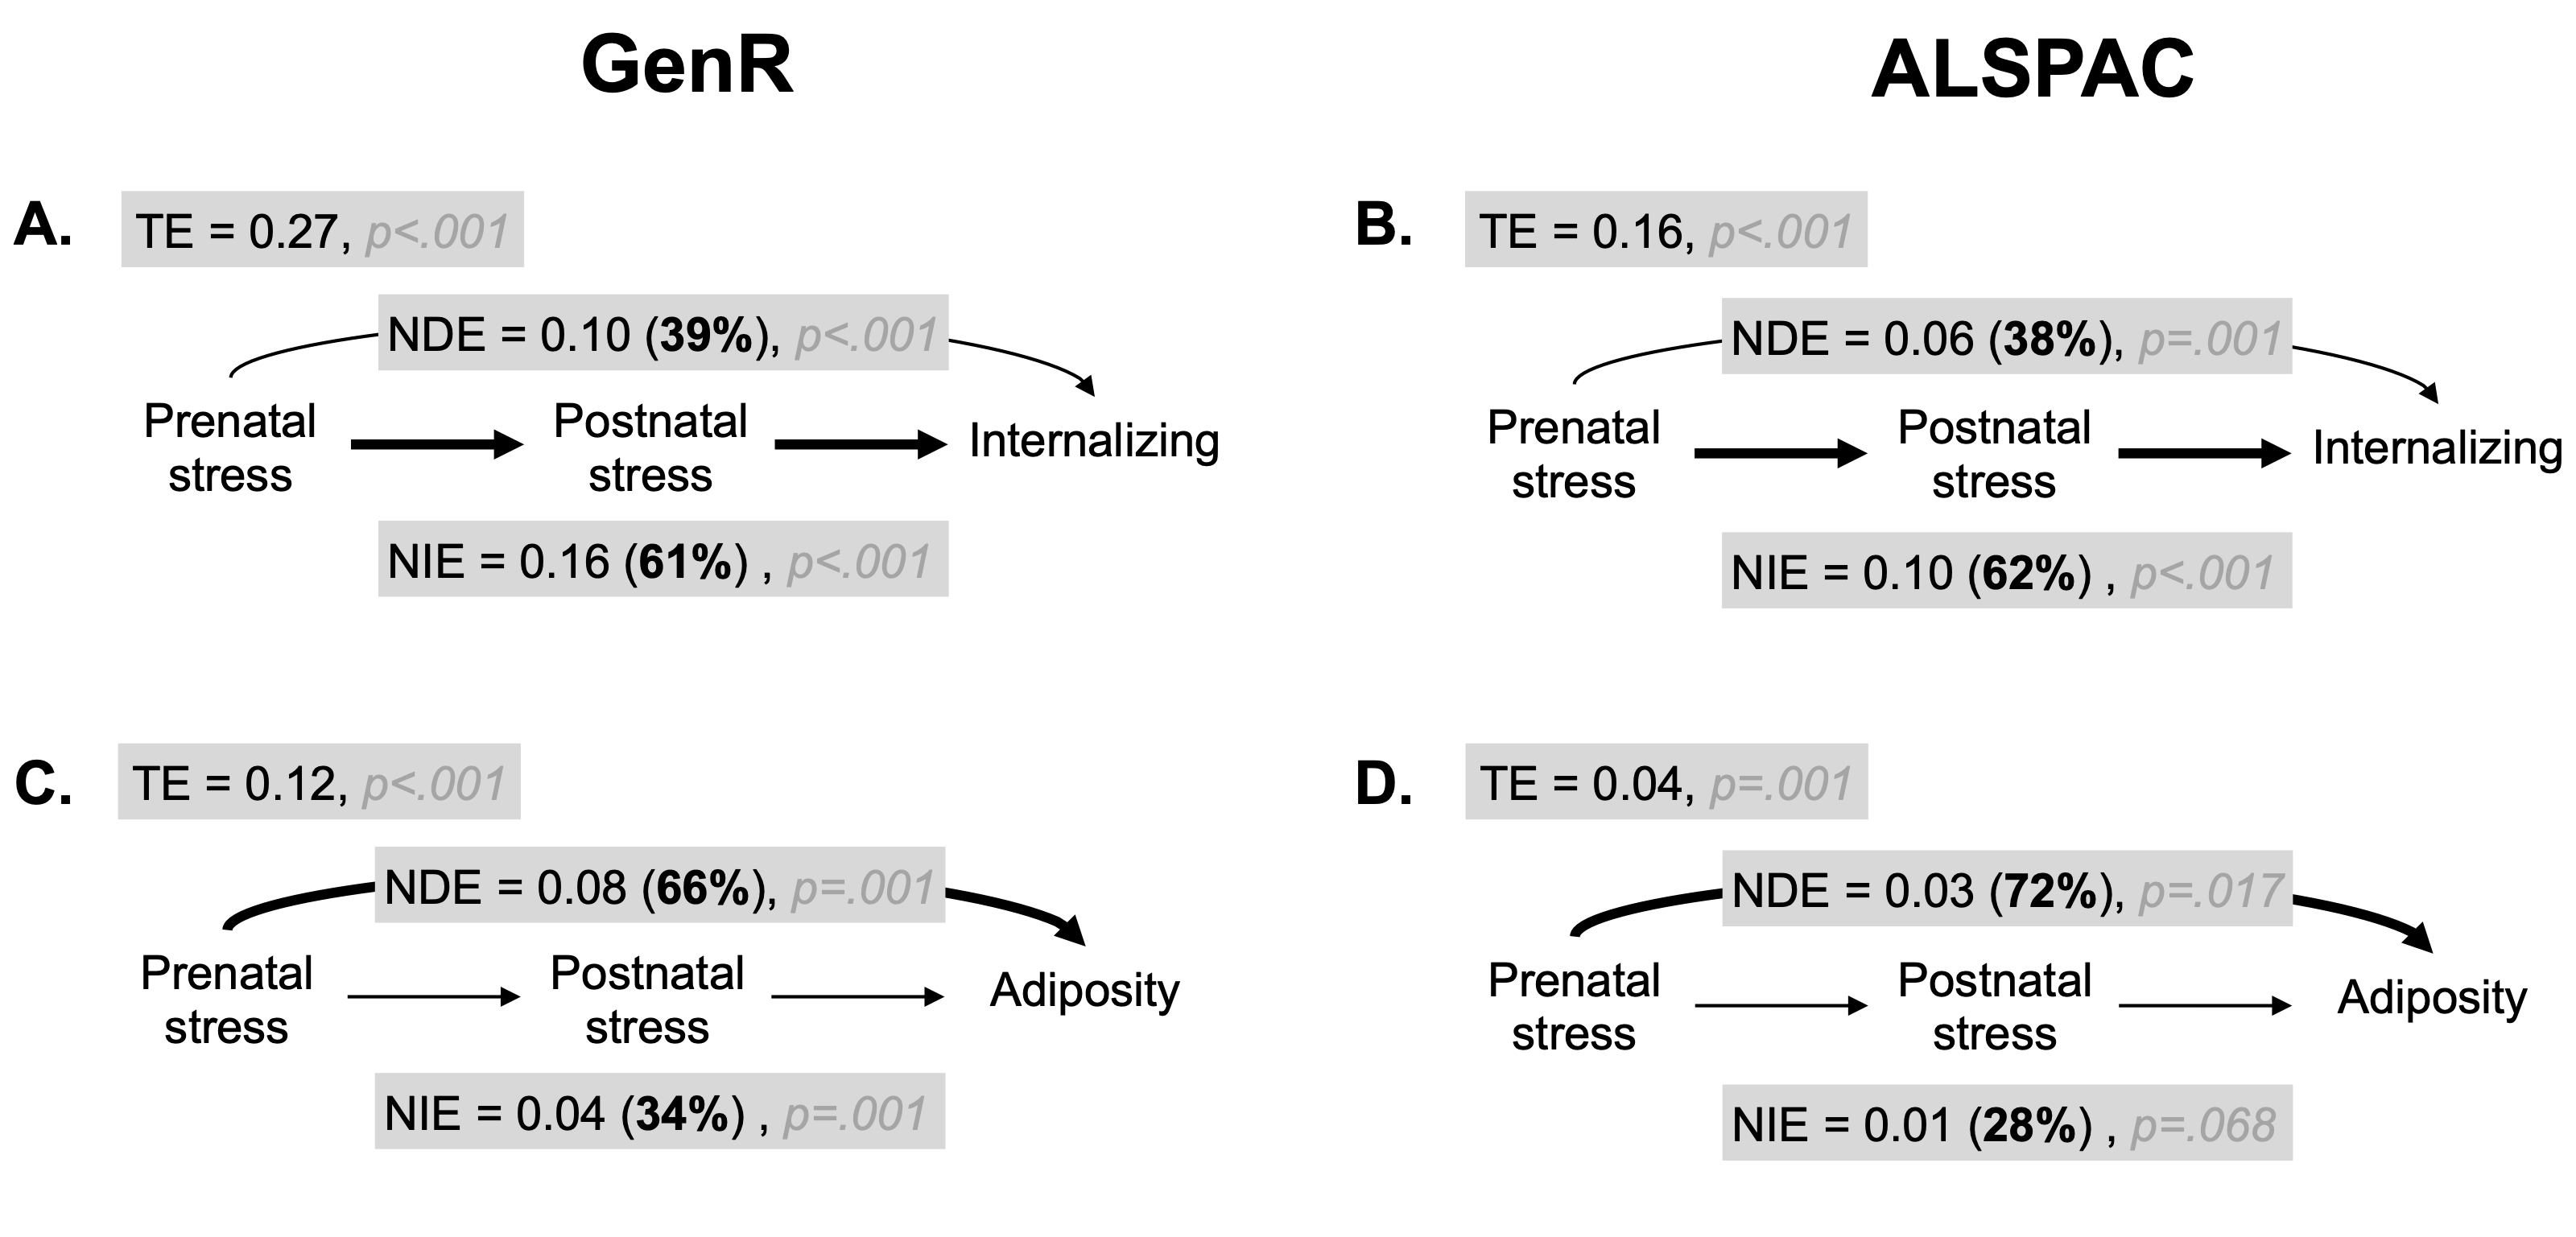 GenR
ALSPAC
A.
TE = 0.27, p<.001
NDE = 0.10 (39%), p<.001
Prenatal
stress
Postnatal
stress
Internalizing
NIE = 0.16 (61%) , p<.001
B.
TE = 0.16, p<.001
NDE = 0.06 (38%), p=.001
Prenatal
stress
Postnatal
stress
Internalizing
NIE = 0.10 (62%) , p<.001
C.
TE = 0.12, p<.001
NDE = 0.08 (66%), p=.001
Prenatal
stress
Postnatal
stress
Adiposity
NIE = 0.04 (34%) , p=.001
D.
TE = 0.04, p=.001
NDE = 0.03 (72%), p=.017
Prenatal
stress
Postnatal
stress
Adiposity
NIE = 0.01 (28%) , p=.068